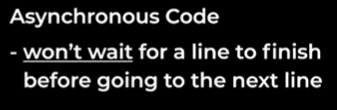 Asynchronous Code
- won't wait for a line to finish
before going to the next line